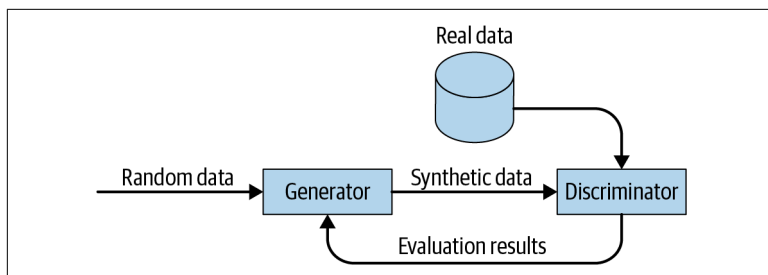 Real data
Random data
Generator
Synthetic data
Discriminator
Evaluation results